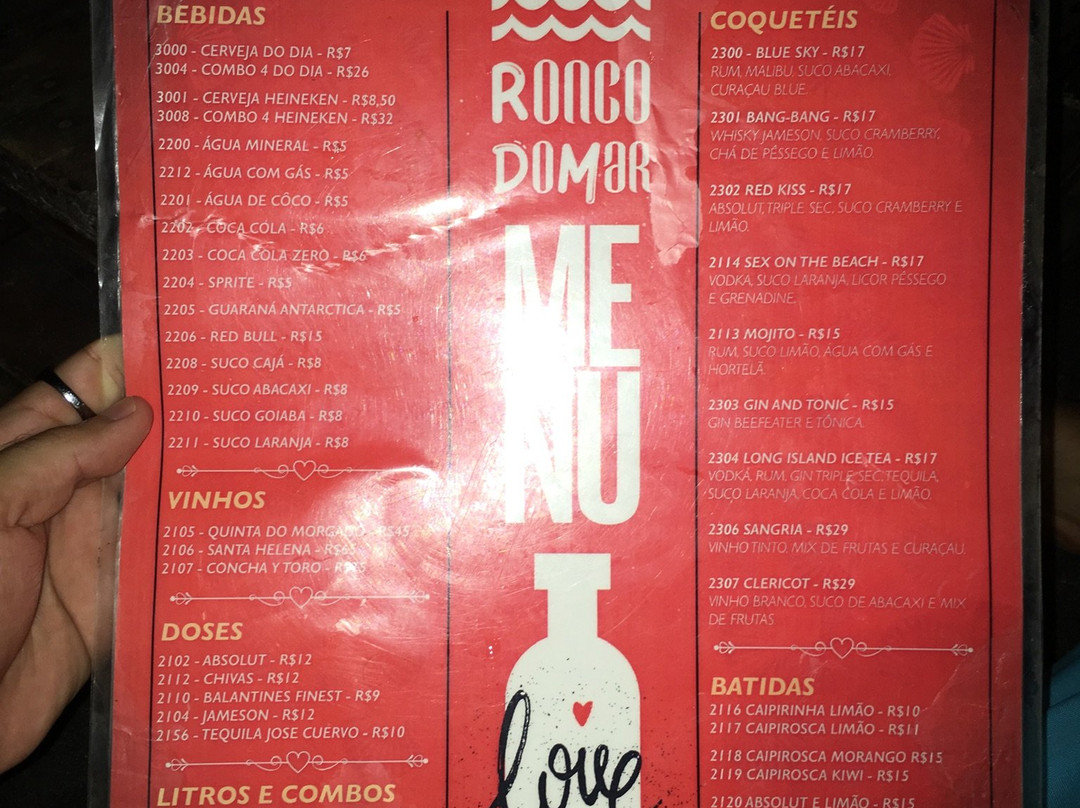 BEBIDAS
3000 - CERVEJA DO DIA - R$7
3004 - COMBO 4 DO DIA - R$26
3001 - CERVEJA HEINEKEN - R$8,50
3008 - COMBO 4 HEINEKEN - R$32
2200 - ÁGUA MINERAL - R$5
2212 - ÁGUA COM GÁS - R$5
2201 - ÁGUA DE CÔCO - R$5
2202 - COCA CÓLA - R$6
2203 - COCA CÓLA ZERO - R$6
2204 - SPRITE - R$5
2205 - GUARANÁ ANTARCTICA - R$5
2206 - RED BULL - R$15
2208 - SUCO CAJÁ - R$8
2209 - SUCO ABACAXI - R$8
2210 - SUCO GOIABA - R$8
2211 - SUCO LARANJA - R$8
VINHOS
2105 - QUINTA DO MORGADO - R$45
2106 - SANTA HELENA -
2107 - CONCHA Y TORO -
DOSES
2102 - ABSOLUT - R$12
2112 - CHIVAS - R$12
2110 - BALANTINES FINEST - R$9
2104 - JAMESON - R$12
2156 - TEQUILA JOSE CUERVO - R$10
LITROS E COMBOS
RONCO
DO MAR
ME
NU
love
COQUETÉIS
2300 - BLUE SKY - R$17
RUM, MALIBU, SUCO ABACAXI,
CURAÇAU BLUE.
2301 BANG-BANG - R$17
WHISKY JAMESON, SUCO CRAMBERRY,
CHÁ DE PÊSSEGO E LIMÃO.
2302 RED KISS - R$17
ABSOLUT, TRIPLE SEC, SUCO CRAMBERRY E
LIMÃO.
2114 SEX ON THE BEACH - R$17
VODKA, SUCO LARANJA, LICOR PÊSSEGO
E GRENADINE.
2113 MOJITO - R$15
RUM, SUCO LIMÃO, ÁGUA COM GÁS E
HORTELÃ.
2303 GIN AND TONIC - R$15
GIN BEEFEATER E TÔNICA.
2304 LONG ISLAND ICE TEA - R$17
VODKA, RUM, GIN TRIPLE SEC, TEQUILA,
SUCO LARANJA, COCA COLA E LIMÃO.
2306 SANGRIA - R$29
VINHO TINTO, MIX DE FRUTAS E CURAÇAU.
2307 CLERICOT - R$29
VINHO BRANCO, SUCO DE ABACAXI E MIX
DE FRUTAS
BATIDAS
2116 CAIPIRINHA LIMÃO - R$10
2117 CAIPIROSCA LIMÃO - R$11
2118 CAIPIROSCA MORANGO R$15
2119 CAIPIROSCA KIWI - R$15
2120 ABSOLUT E LIMÃO - R$15